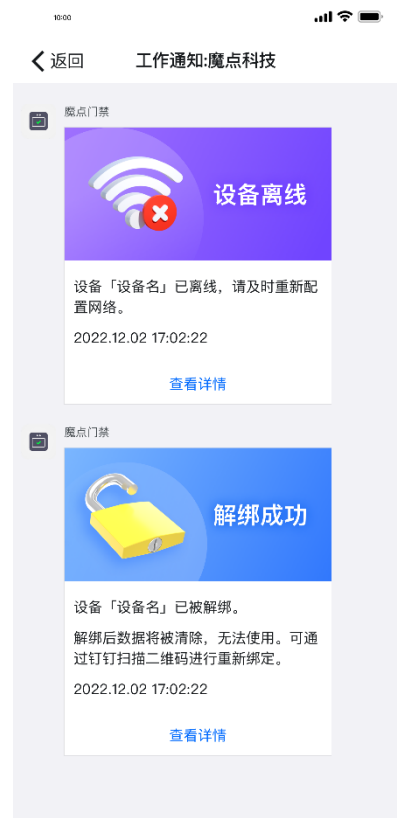 10:00
返回
工作通知:魔点科技
魔点门禁
设备离线
设备「设备名」已离线，请及时重新配
置网络。
2022.12.02 17:02:22
查看详情
魔点门禁
解绑成功
设备「设备名」已被解绑。
解绑后数据将被清除，无法使用。可通
过钉钉扫描二维码进行重新绑定。
2022.12.02 17:02:22
查看详情